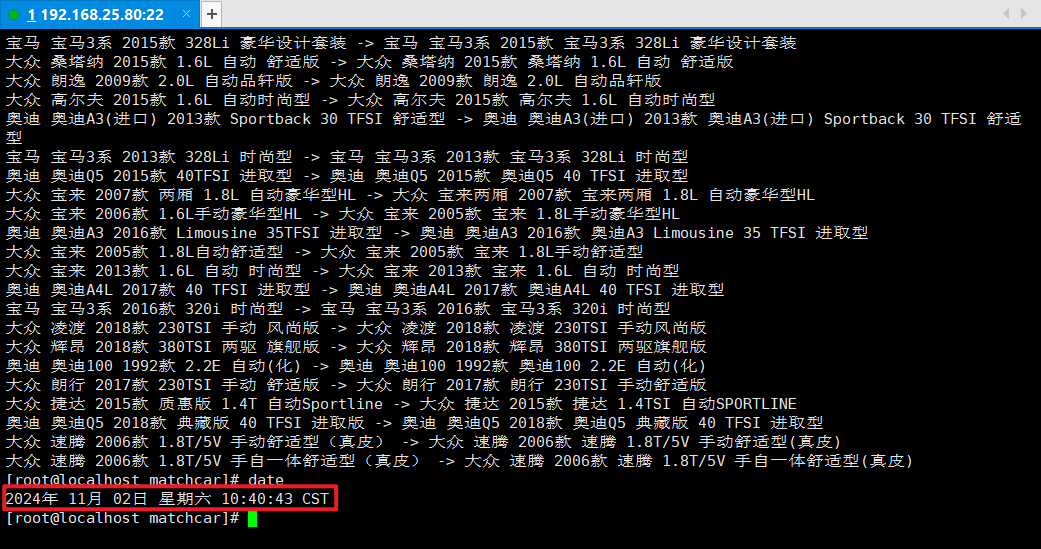 1 192.168.25.80:22 × +
宝马 宝马3系 2015款 328Li 豪华设计套装 -> 宝马 宝马3系 2015款 宝马3系 328Li 豪华设计套装
大众 桑塔纳 2015款 1.6L 自动 舒适版 -> 大众 桑塔纳 2015款 桑塔纳 1.6L 自动 舒适版
大众 朗逸 2009款 2.0L 自动品轩版 -> 大众 朗逸 2009款 朗逸 2.0L 自动品轩版
大众 高尔夫 2015款 1.6L 自动时尚型 -> 大众 高尔夫 2015款 高尔夫 1.6L 自动时尚型
奥迪 奥迪A3(进口) 2013款 Sportback 30 TFSI 舒适型 -> 奥迪 奥迪A3(进口) 2013款 奥迪A3(进口) Sportback 30 TFSI 舒适
型
宝马 宝马3系 2013款 328Li 时尚型 -> 宝马 宝马3系 2013款 宝马3系 328Li 时尚型
奥迪 奥迪Q5 2015款 40TFSI 进取型 -> 奥迪 奥迪Q5 2015款 奥迪Q5 40 TFSI 进取型
大众 宝来 2007款 两厢 1.8L 自动豪华型HL -> 大众 宝来两厢 2007款 宝来两厢 1.8L 自动豪华型HL
大众 宝来 2006款 1.6L手动豪华型HL -> 大众 宝来 2005款 宝来 1.8L手动豪华型HL
奥迪 奥迪A3 2016款 Limousine 35TFSI 进取型 -> 奥迪 奥迪A3 2016款 奥迪A3 Limousine 35 TFSI 进取型
大众 宝来 2005款 1.8L自动舒适型 -> 大众 宝来 2005款 宝来 1.8L手动舒适型
大众 宝来 2013款 1.6L 自动 时尚型 -> 大众 宝来 2013款 宝来 1.6L 自动 时尚型
奥迪 奥迪A4L 2017款 40 TFSI 进取型 -> 奥迪 奥迪A4L 2017款 奥迪A4L 40 TFSI 进取型
宝马 宝马3系 2016款 320i 时尚型 -> 宝马 宝马3系 2016款 宝马3系 320i 时尚型
大众 凌渡 2018款 230TSI 手动 风尚版 -> 大众 凌渡 2018款 凌渡 230TSI 手动风尚版
大众 辉昂 2018款 380TSI 两驱 旗舰版 -> 大众 辉昂 2018款 辉昂 380TSI 两驱旗舰版
奥迪 奥迪100 1992款 2.2E 自动(化) -> 奥迪 奥迪100 1992款 奥迪100 2.2E 自动(化)
大众 朗行 2017款 230TSI 手动 舒适版 -> 大众 朗行 2017款 朗行 230TSI 手动舒适版
大众 捷达 2015款 质惠版 1.4T 自动Sportline -> 大众 捷达 2015款 捷达 1.4TSI 自动SPORTLINE
奥迪 奥迪Q5 2018款 典藏版 40 TFSI 进取版 -> 奥迪 奥迪Q5 2018款 奥迪Q5 典藏版 40 TFSI 进取型
大众 速腾 2006款 1.8T/5V 手动舒适型（真皮） -> 大众 速腾 2006款 速腾 1.8T/5V 手动舒适型(真皮)
大众 速腾 2006款 1.8T/5V 手自一体舒适型（真皮） -> 大众 速腾 2006款 速腾 1.8T/5V 手自一体舒适型(真皮)
[root@localhost matchcar]# date
2024年 11月 02日 星期六 10:40:43 CST
[root@localhost matchcar]#